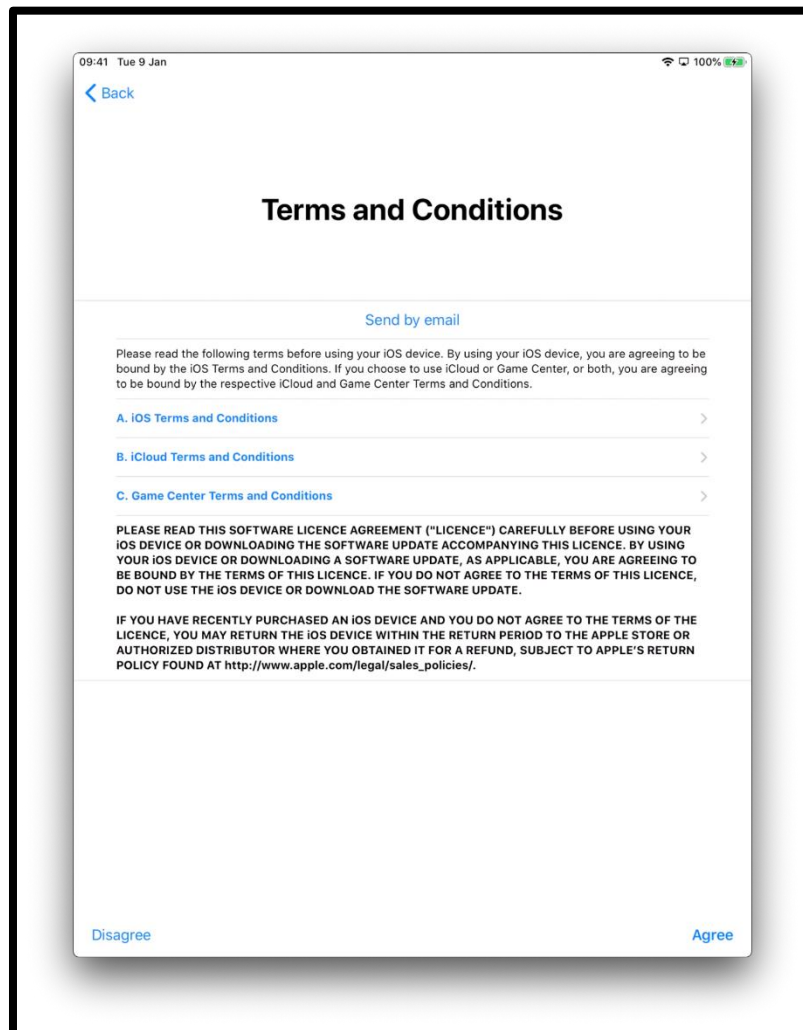 09:41 Tue 9 Jan 100%
Back
Terms and Conditions
Send by email
Please read the following terms before using your iOS device. By using your iOS device, you are agreeing to be
bound by the iOS Terms and Conditions. If you choose to use iCloud or Game Center, or both, you are agreeing
to be bound by the respective iCloud and Game Center Terms and Conditions.
A. iOS Terms and Conditions
B. iCloud Terms and Conditions
C. Game Center Terms and Conditions
PLEASE READ THIS SOFTWARE LICENCE AGREEMENT ("LICENCE") CAREFULLY BEFORE USING YOUR
iOS DEVICE OR DOWNLOADING THE SOFTWARE UPDATE ACCOMPANYING THIS LICENCE. BY USING
YOUR iOS DEVICE OR DOWNLOADING A SOFTWARE UPDATE, AS APPLICABLE, YOU ARE AGREEING TO
BE BOUND BY THE TERMS OF THIS LICENCE. IF YOU DO NOT AGREE TO THE TERMS OF THIS LICENCE,
DO NOT USE THE iOS DEVICE OR DOWNLOAD THE SOFTWARE UPDATE.
IF YOU HAVE RECENTLY PURCHASED AN iOS DEVICE AND YOU DO NOT AGREE TO THE TERMS OF THE
LICENCE, YOU MAY RETURN THE iOS DEVICE WITHIN THE RETURN PERIOD TO THE APPLE STORE OR
AUTHORIZED DISTRIBUTOR WHERE YOU OBTAINED IT FOR A REFUND, SUBJECT TO APPLE’S RETURN
POLICY FOUND AT http://www.apple.com/legal/sales_policies/.
Disagree Agree